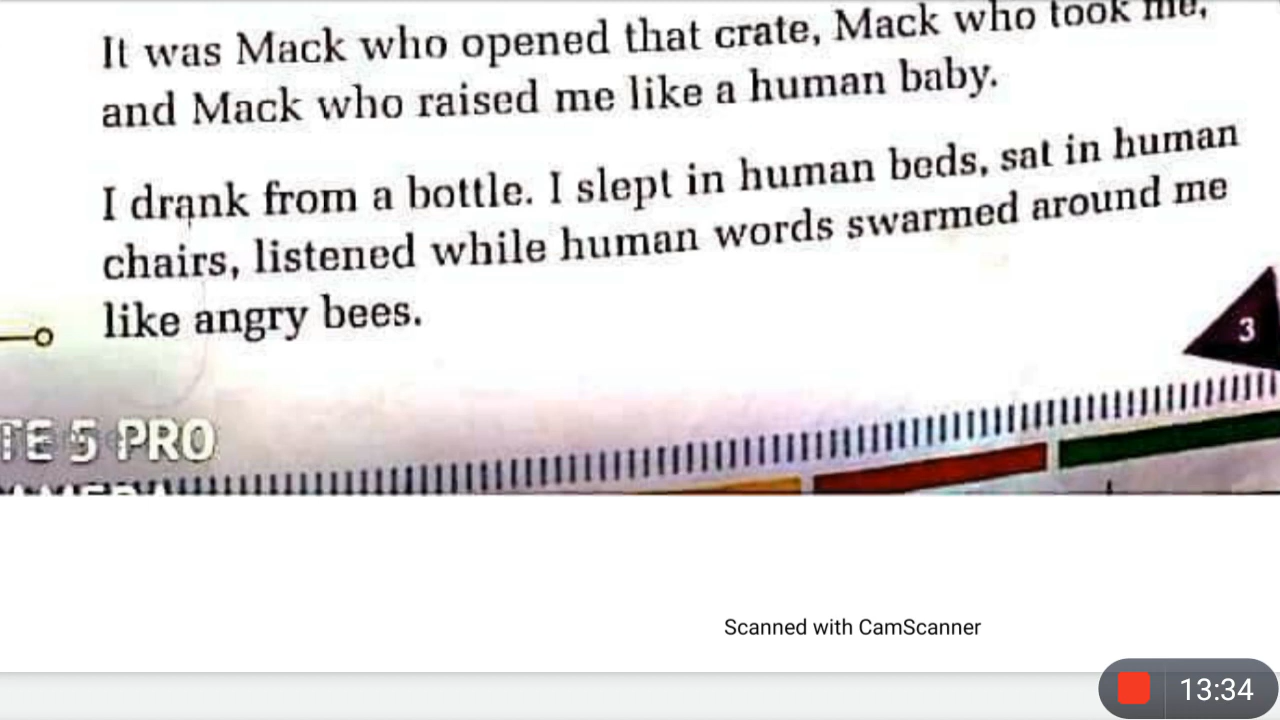 It was Mack who opened that crate, Mack who took me,
and Mack who raised me like a human baby.
I drank from a bottle. I slept in human beds, sat in human
chairs, listened while human words swarmed around me
like angry bees.
3
TE 5 PRO
Scanned with CamScanner
13:34